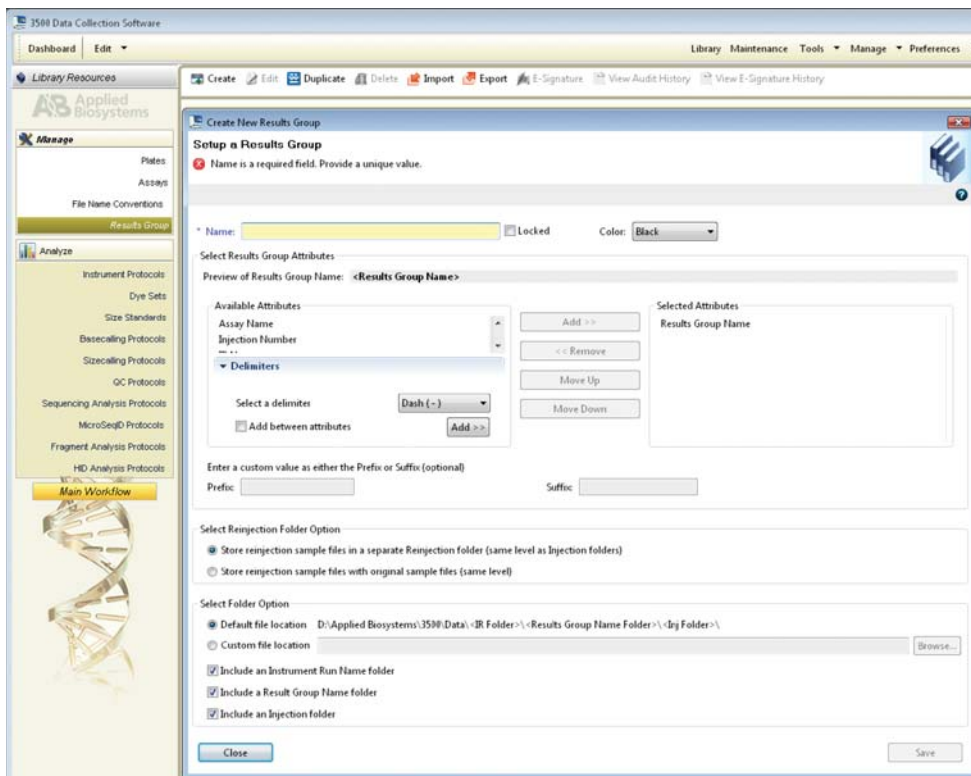 3500 Data Collection Software
Dashboard Edit Library Maintenance Tools Manage Preferences
Library Resources
Create Edit Duplicate Delete Import Export E-Signature View Audit History View E-Signature History
AB Applied Biosystems
Manage
Plates
Assays
File Name Conventions
Results Group
Analyze
Instrument Protocols
Dye Sets
Size Standards
Basecalling Protocols
Sizecalling Protocols
QC Protocols
Sequencing Analysis Protocols
MicroSeqID Protocols
Fragment Analysis Protocols
HID Analysis Protocols
Main Workflow
Create New Results Group
Setup a Results Group
Name is a required field. Provide a unique value.
* Name: Locked Color: Black
Select Results Group Attributes
Preview of Results Group Name: <Results Group Name>
Available Attributes
Assay Name
Injection Number
Delimiters
Select a delimiter Dash ( - )
Add between attributes Add >>
Add >>
<< Remove
Move Up
Move Down
Selected Attributes
Results Group Name
Enter a custom value as either the Prefix or Suffix (optional)
Prefix: Suffix:
Select Reinjection Folder Option
Store reinjection sample files in a separate Reinjection folder (same level as Injection folders)
Store reinjection sample files with original sample files (same level)
Select Folder Option
Default file location D:\Applied Biosystems\3500\Data\<IR Folder>\<Results Group Name Folder>\<Inj Folder>\
Custom file location Browse...
Include an Instrument Run Name folder
Include a Result Group Name folder
Include an Injection folder
Close Save